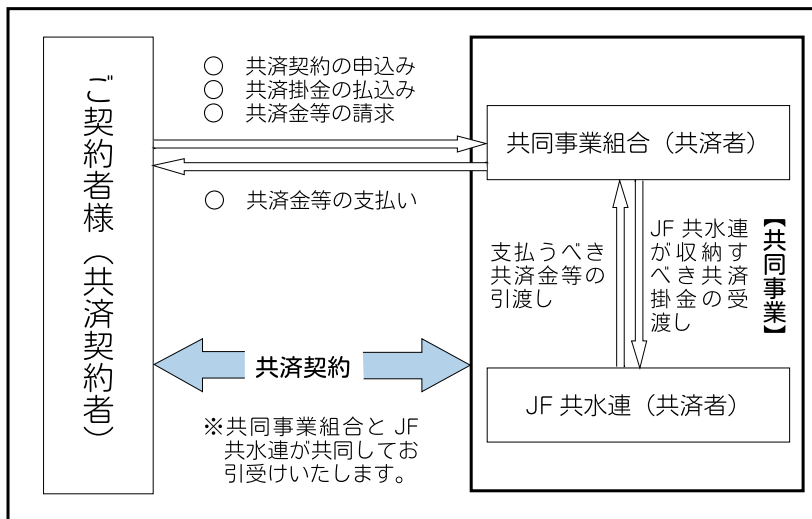 ご契約者様（共済契約者）
○ 共済契約の申込み
○ 共済掛金の払込み
○ 共済金等の請求
○ 共済金等の支払い
共済契約
※共同事業組合と JF
共水連が共同してお
引受けいたします。
共同事業組合（共済者）
支払うべき
共済金等の
引渡し
JF 共水連
が収納す
べき共済
掛金の受
渡し
【共同事業】
JF 共水連（共済者）